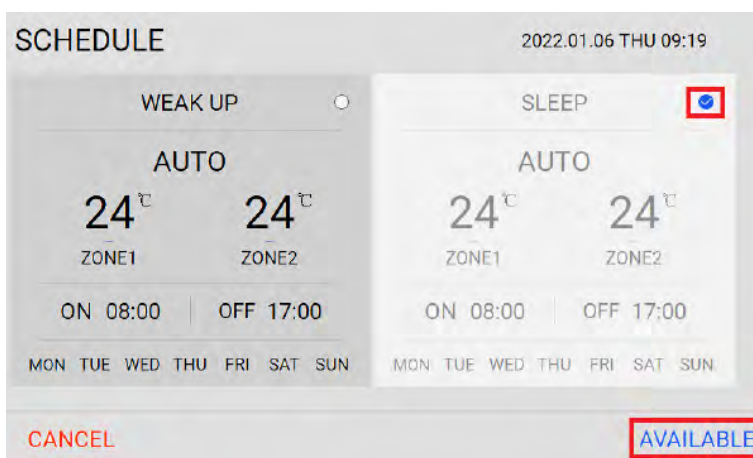 SCHEDULE 2022.01.06 THU 09:19
WEAK UP
AUTO
24℃ 24℃
ZONE1 ZONE2
ON 08:00 OFF 17:00
MON TUE WED THU FRI SAT SUN
SLEEP
AUTO
24℃ 24℃
ZONE1 ZONE2
ON 08:00 OFF 17:00
MON TUE WED THU FRI SAT SUN
CANCEL AVAILABLE